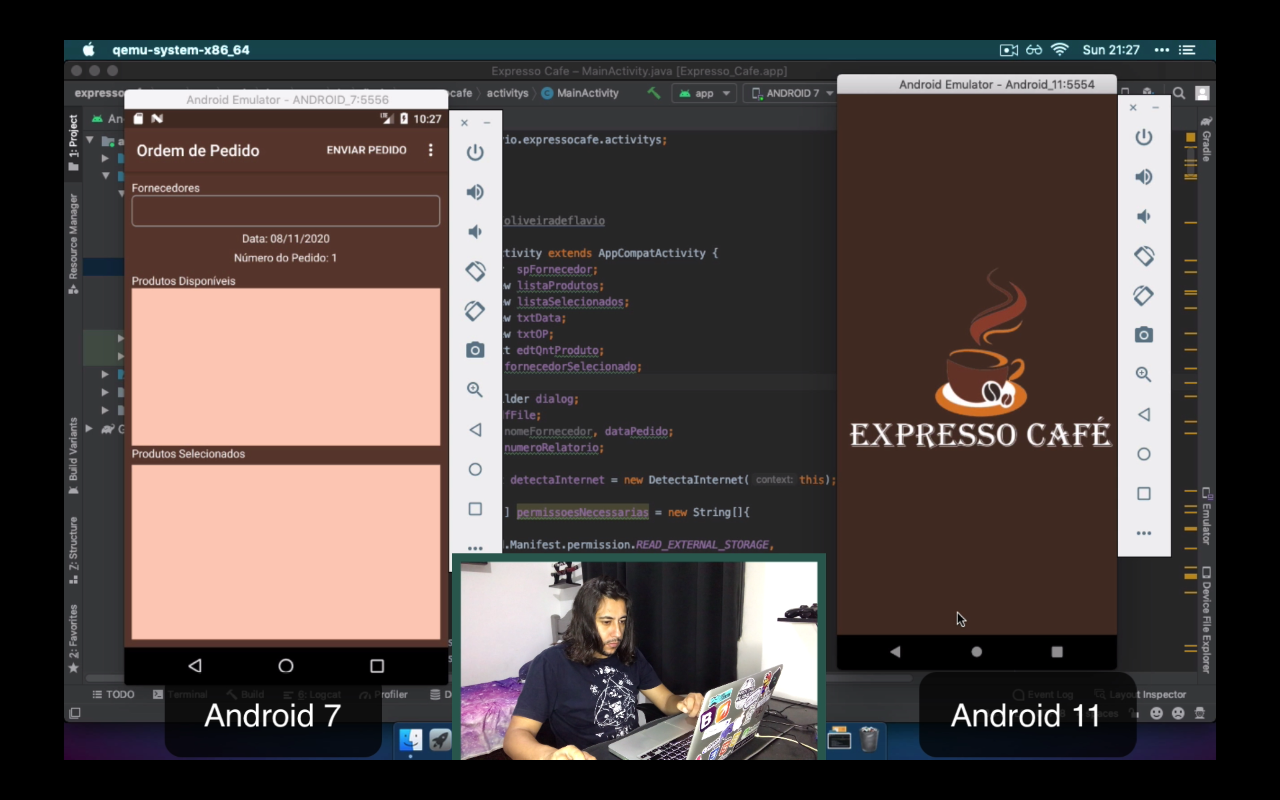 qemu-system-x86_64
Sun 21:27
Expresso Cafe – MainActivity.java [Expresso_Cafe.app]
expresso
cafe
activitys
MainActivity
app
ANDROID 7
Android Emulator - ANDROID_7:5556
10:27
Ordem de Pedido
ENVIAR PEDIDO
Fornecedores
Data: 08/11/2020
Número do Pedido: 1
Produtos Disponíveis
Produtos Selecionados
1: Project
Resource Manager
Build Variants
7: Structure
2: Favorites
io.expressocafe.activitys;
oliveiradeflavio
tivity extends AppCompatActivity {
spFornecedor;
w listaProdutos;
w listaSelecionados;
w txtData;
w txtOP;
t edtQntProduto;
fornecedorSelecionado;
lder dialog;
fFile;
nomeFornecedor, dataPedido;
numeroRelatorio;
detectaInternet = new DetectaInternet( context: this);
] permissoesNecessarias = new String[]{
.Manifest.permission.READ_EXTERNAL_STORAGE,
Android Emulator - Android_11:5554
EXPRESSO CAFÉ
Gradle
Emulator
Device File Explorer
TODO
Terminal
Build
6: Logcat
Profiler
Event Log
Layout Inspector
Android 7
Android 11